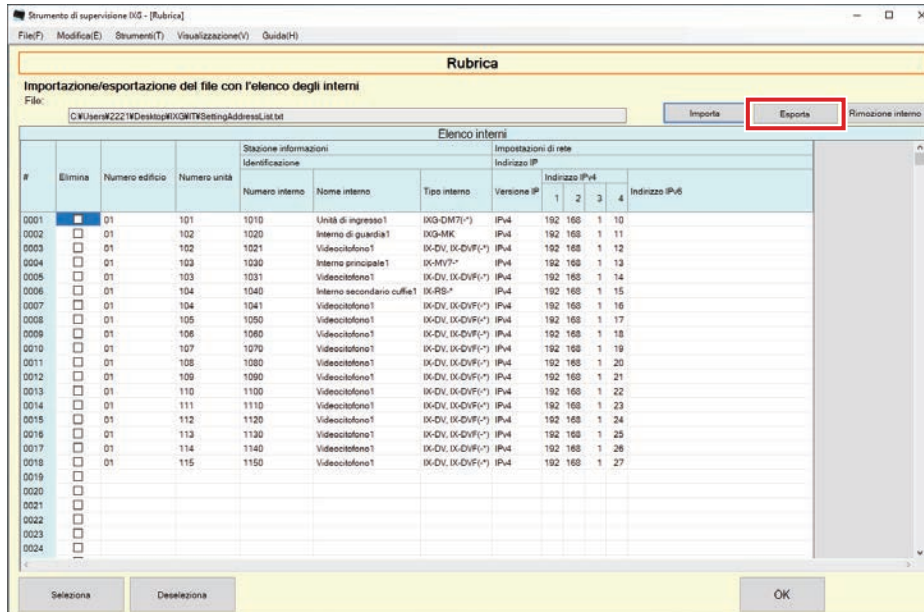 Strumento di supervisione IXG - [Rubrica]
File(F) Modifica(E) Strumenti(T) Visualizzazione(V) Guida(H)
Rubrica
Importazione/esportazione del file con l'elenco degli interni
File:
C:¥Users¥2221¥Desktop¥IXG¥IT¥SettingAddressList.txt Importa Esporta Rimozione interno
Elenco interni
Stazione informazioni Impostazioni di rete
Identificazione Indirizzo IP
# Elimina Numero edificio Numero unità Numero interno Nome interno Tipo interno Versione IP Indirizzo IPv4 Indirizzo IPv6
1 2 3 4
0001 01 101 1010 Unità di ingresso1 IXG-DM7(-*) IPv4 192 168 1 10
0002 01 102 1020 Interno di guardia1 IXG-MK IPv4 192 168 1 11
0003 01 102 1021 Videocitofono1 IX-DV, IX-DVF(-*) IPv4 192 168 1 12
0004 01 103 1030 Interno principale1 IX-MV7-* IPv4 192 168 1 13
0005 01 103 1031 Videocitofono1 IX-DV, IX-DVF(-*) IPv4 192 168 1 14
0006 01 104 1040 Interno secondario cuffie1 IX-RS-* IPv4 192 168 1 15
0007 01 104 1041 Videocitofono1 IX-DV, IX-DVF(-*) IPv4 192 168 1 16
0008 01 105 1050 Videocitofono1 IX-DV, IX-DVF(-*) IPv4 192 168 1 17
0009 01 106 1060 Videocitofono1 IX-DV, IX-DVF(-*) IPv4 192 168 1 18
0010 01 107 1070 Videocitofono1 IX-DV, IX-DVF(-*) IPv4 192 168 1 19
0011 01 108 1080 Videocitofono1 IX-DV, IX-DVF(-*) IPv4 192 168 1 20
0012 01 109 1090 Videocitofono1 IX-DV, IX-DVF(-*) IPv4 192 168 1 21
0013 01 110 1100 Videocitofono1 IX-DV, IX-DVF(-*) IPv4 192 168 1 22
0014 01 111 1110 Videocitofono1 IX-DV, IX-DVF(-*) IPv4 192 168 1 23
0015 01 112 1120 Videocitofono1 IX-DV, IX-DVF(-*) IPv4 192 168 1 24
0016 01 113 1130 Videocitofono1 IX-DV, IX-DVF(-*) IPv4 192 168 1 25
0017 01 114 1140 Videocitofono1 IX-DV, IX-DVF(-*) IPv4 192 168 1 26
0018 01 115 1150 Videocitofono1 IX-DV, IX-DVF(-*) IPv4 192 168 1 27
0019
0020
0021
0022
0023
0024
Seleziona Deseleziona OK